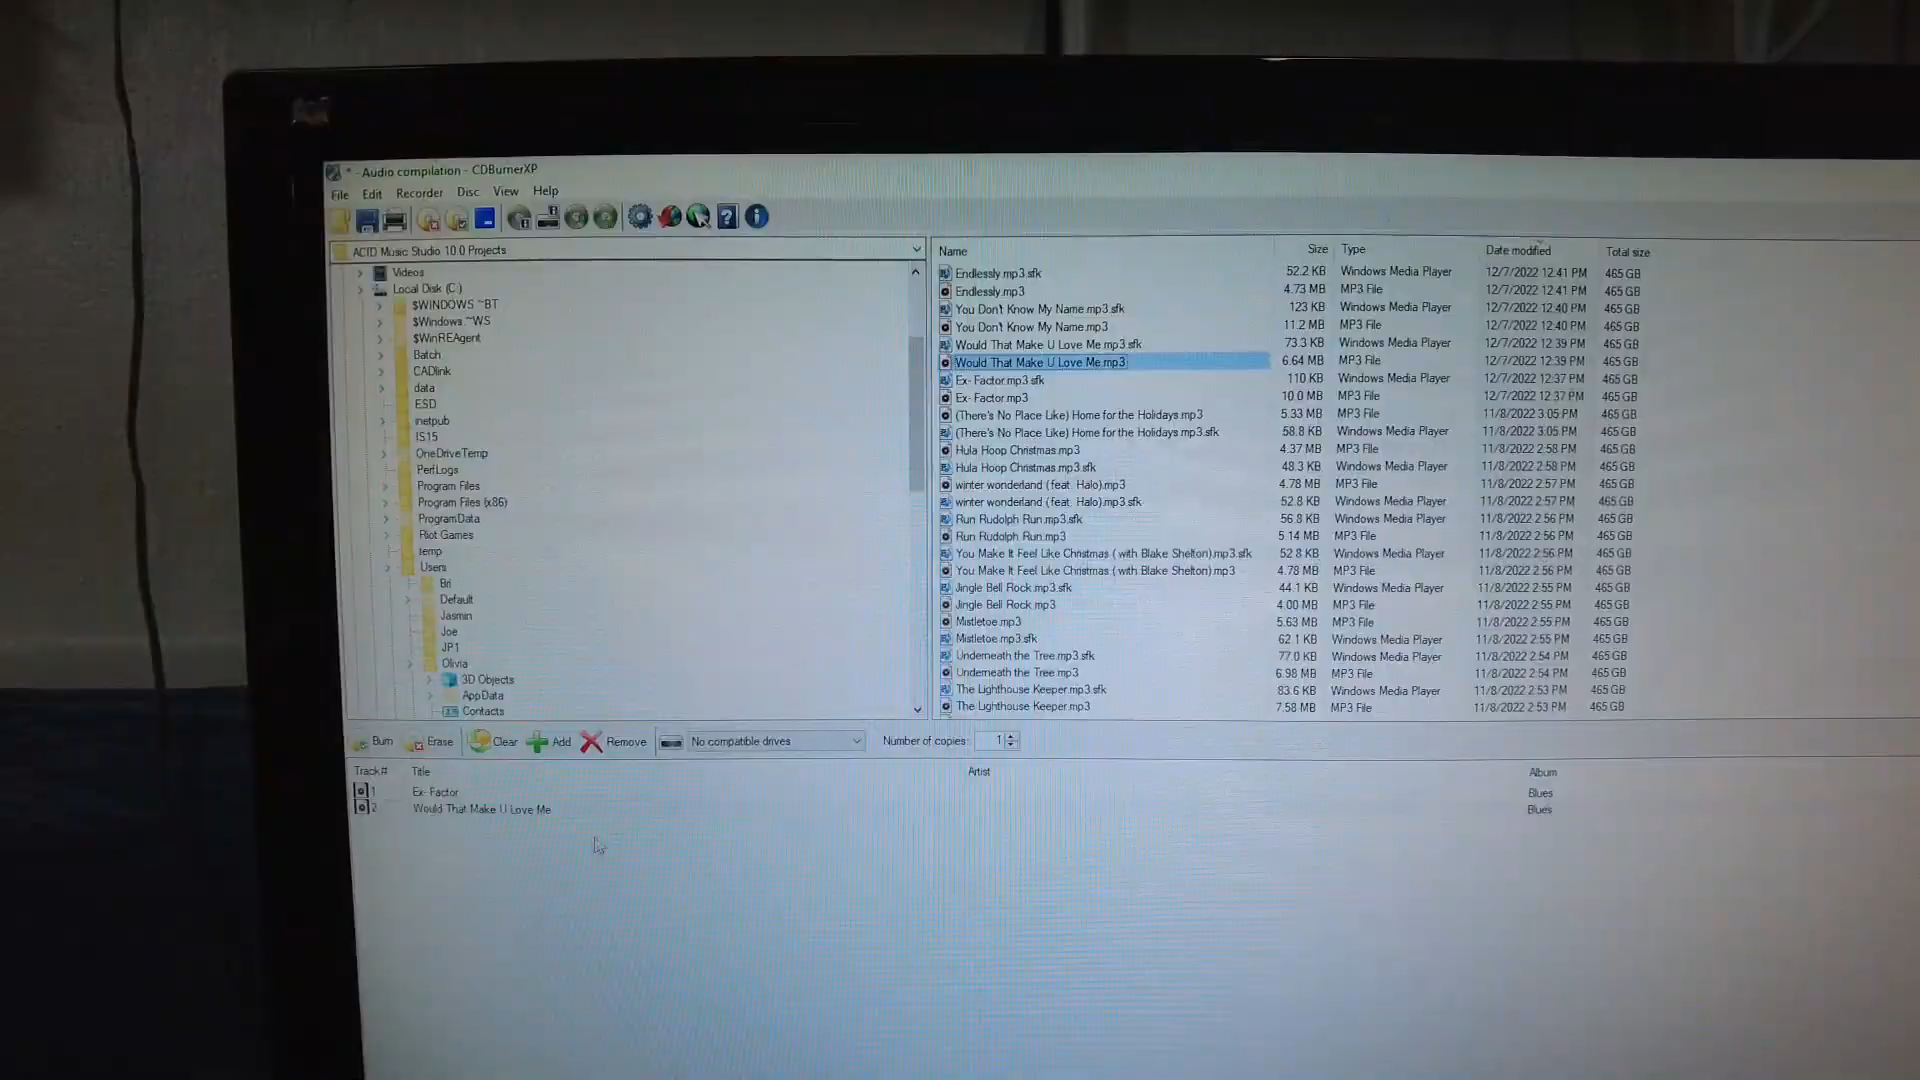 * - Audio compilation - CDBurnerXP
File Edit Recorder Disc View Help
ACID Music Studio 10.0 Projects
Videos
Local Disk (C:)
$WINDOWS.~BT
$Windows.~WS
$WinREAgent
Batch
CADlink
data
ESD
inetpub
IS15
OneDriveTemp
PerfLogs
Program Files
Program Files (x86)
ProgramData
Riot Games
temp
Users
Bri
Default
Jasmin
Joe
JP1
Olivia
3D Objects
AppData
Contacts
Name Size Type Date modified Total size
Endlessly.mp3.sfk 52.2 KB Windows Media Player 12/7/2022 12:41 PM 465 GB
Endlessly.mp3 4.73 MB MP3 File 12/7/2022 12:41 PM 465 GB
You Don't Know My Name.mp3.sfk 123 KB Windows Media Player 12/7/2022 12:40 PM 465 GB
You Don't Know My Name.mp3 11.2 MB MP3 File 12/7/2022 12:40 PM 465 GB
Would That Make U Love Me.mp3.sfk 73.3 KB Windows Media Player 12/7/2022 12:39 PM 465 GB
Would That Make U Love Me.mp3 6.64 MB MP3 File 12/7/2022 12:39 PM 465 GB
Ex- Factor.mp3.sfk 110 KB Windows Media Player 12/7/2022 12:37 PM 465 GB
Ex- Factor.mp3 10.0 MB MP3 File 12/7/2022 12:37 PM 465 GB
(There's No Place Like) Home for the Holidays.mp3 5.33 MB MP3 File 11/8/2022 3:05 PM 465 GB
(There's No Place Like) Home for the Holidays.mp3.sfk 58.8 KB Windows Media Player 11/8/2022 3:05 PM 465 GB
Hula Hoop Christmas.mp3 4.37 MB MP3 File 11/8/2022 2:58 PM 465 GB
Hula Hoop Christmas.mp3.sfk 48.3 KB Windows Media Player 11/8/2022 2:58 PM 465 GB
winter wonderland (feat. Halo).mp3 4.78 MB MP3 File 11/8/2022 2:57 PM 465 GB
winter wonderland (feat. Halo).mp3.sfk 52.8 KB Windows Media Player 11/8/2022 2:57 PM 465 GB
Run Rudolph Run.mp3.sfk 56.8 KB Windows Media Player 11/8/2022 2:56 PM 465 GB
Run Rudolph Run.mp3 5.14 MB MP3 File 11/8/2022 2:56 PM 465 GB
You Make It Feel Like Christmas (with Blake Shelton).mp3.sfk 52.8 KB Windows Media Player 11/8/2022 2:56 PM 465 GB
You Make It Feel Like Christmas (with Blake Shelton).mp3 4.78 MB MP3 File 11/8/2022 2:56 PM 465 GB
Jingle Bell Rock.mp3.sfk 44.1 KB Windows Media Player 11/8/2022 2:55 PM 465 GB
Jingle Bell Rock.mp3 4.00 MB MP3 File 11/8/2022 2:55 PM 465 GB
Mistletoe.mp3 5.63 MB MP3 File 11/8/2022 2:55 PM 465 GB
Mistletoe.mp3.sfk 62.1 KB Windows Media Player 11/8/2022 2:55 PM 465 GB
Underneath the Tree.mp3.sfk 77.0 KB Windows Media Player 11/8/2022 2:54 PM 465 GB
Underneath the Tree.mp3 6.98 MB MP3 File 11/8/2022 2:54 PM 465 GB
The Lighthouse Keeper.mp3.sfk 83.6 KB Windows Media Player 11/8/2022 2:53 PM 465 GB
The Lighthouse Keeper.mp3 7.58 MB MP3 File 11/8/2022 2:53 PM 465 GB
Burn Erase Clear Add Remove No compatible drives Number of copies: 1
Track# Title Artist Album
1 Ex- Factor Blues
2 Would That Make U Love Me Blues